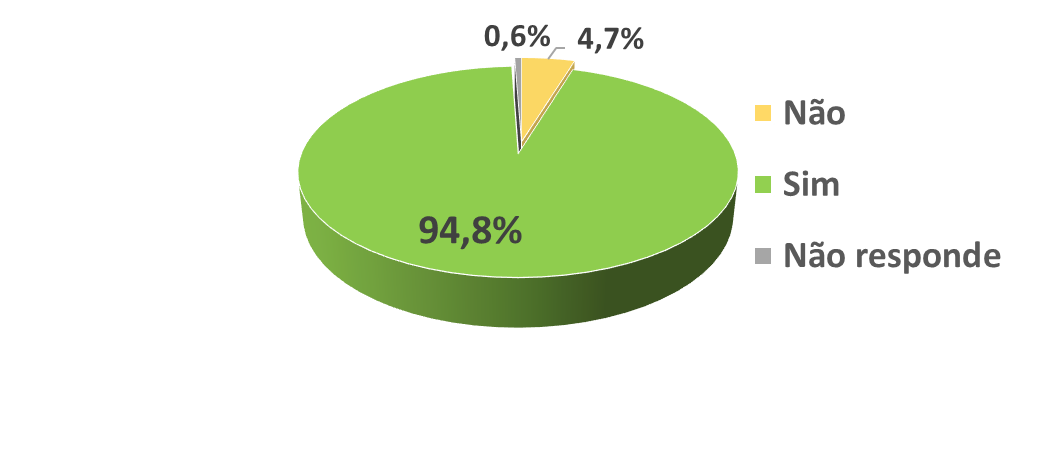 0,6%
4,7%
94,8%
Não
Sim
Não responde